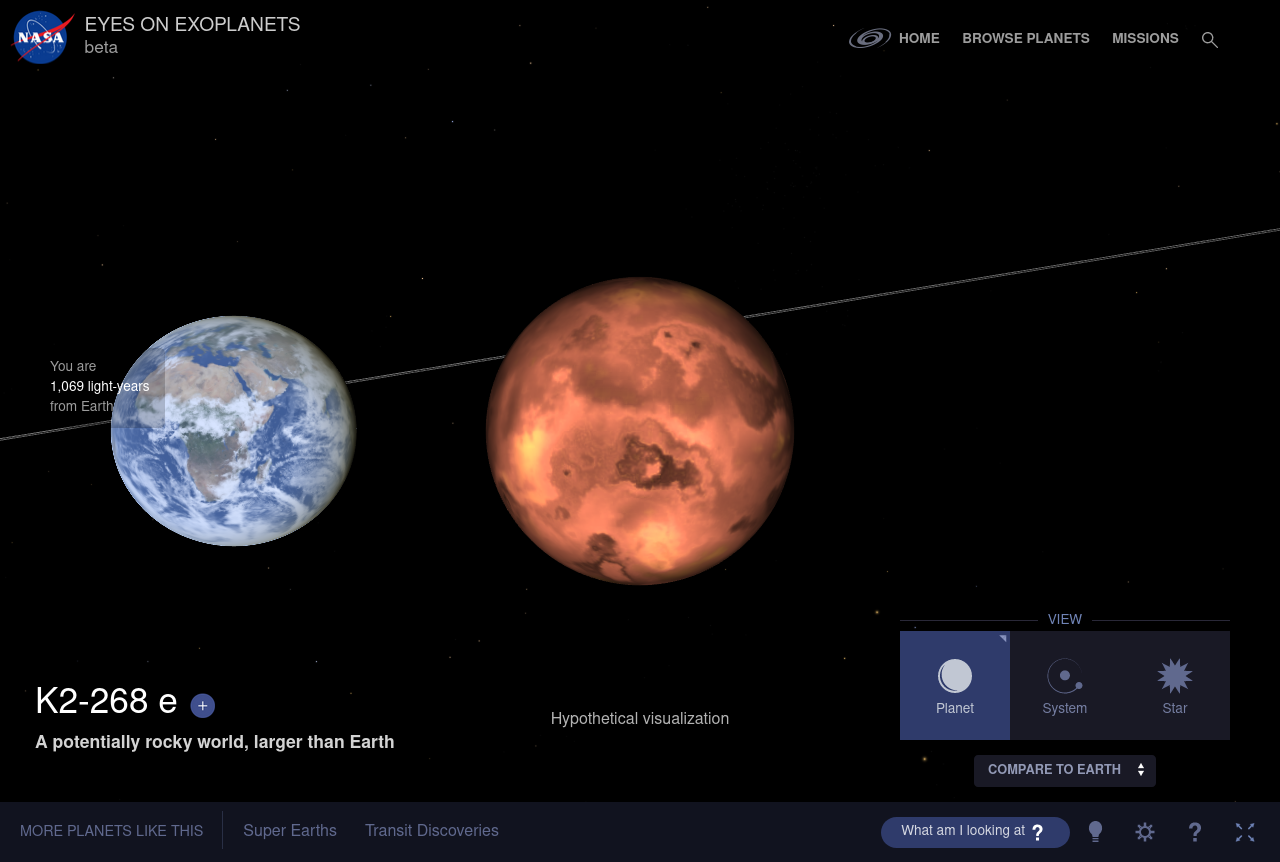 NASA
EYES ON EXOPLANETS
beta
HOME
BROWSE PLANETS
MISSIONS
You are
1,069 light-years
from Earth
VIEW
Planet
System
Star
K2-268 e +
A potentially rocky world, larger than Earth
Hypothetical visualization
COMPARE TO EARTH
MORE PLANETS LIKE THIS
Super Earths
Transit Discoveries
What am I looking at ?
?